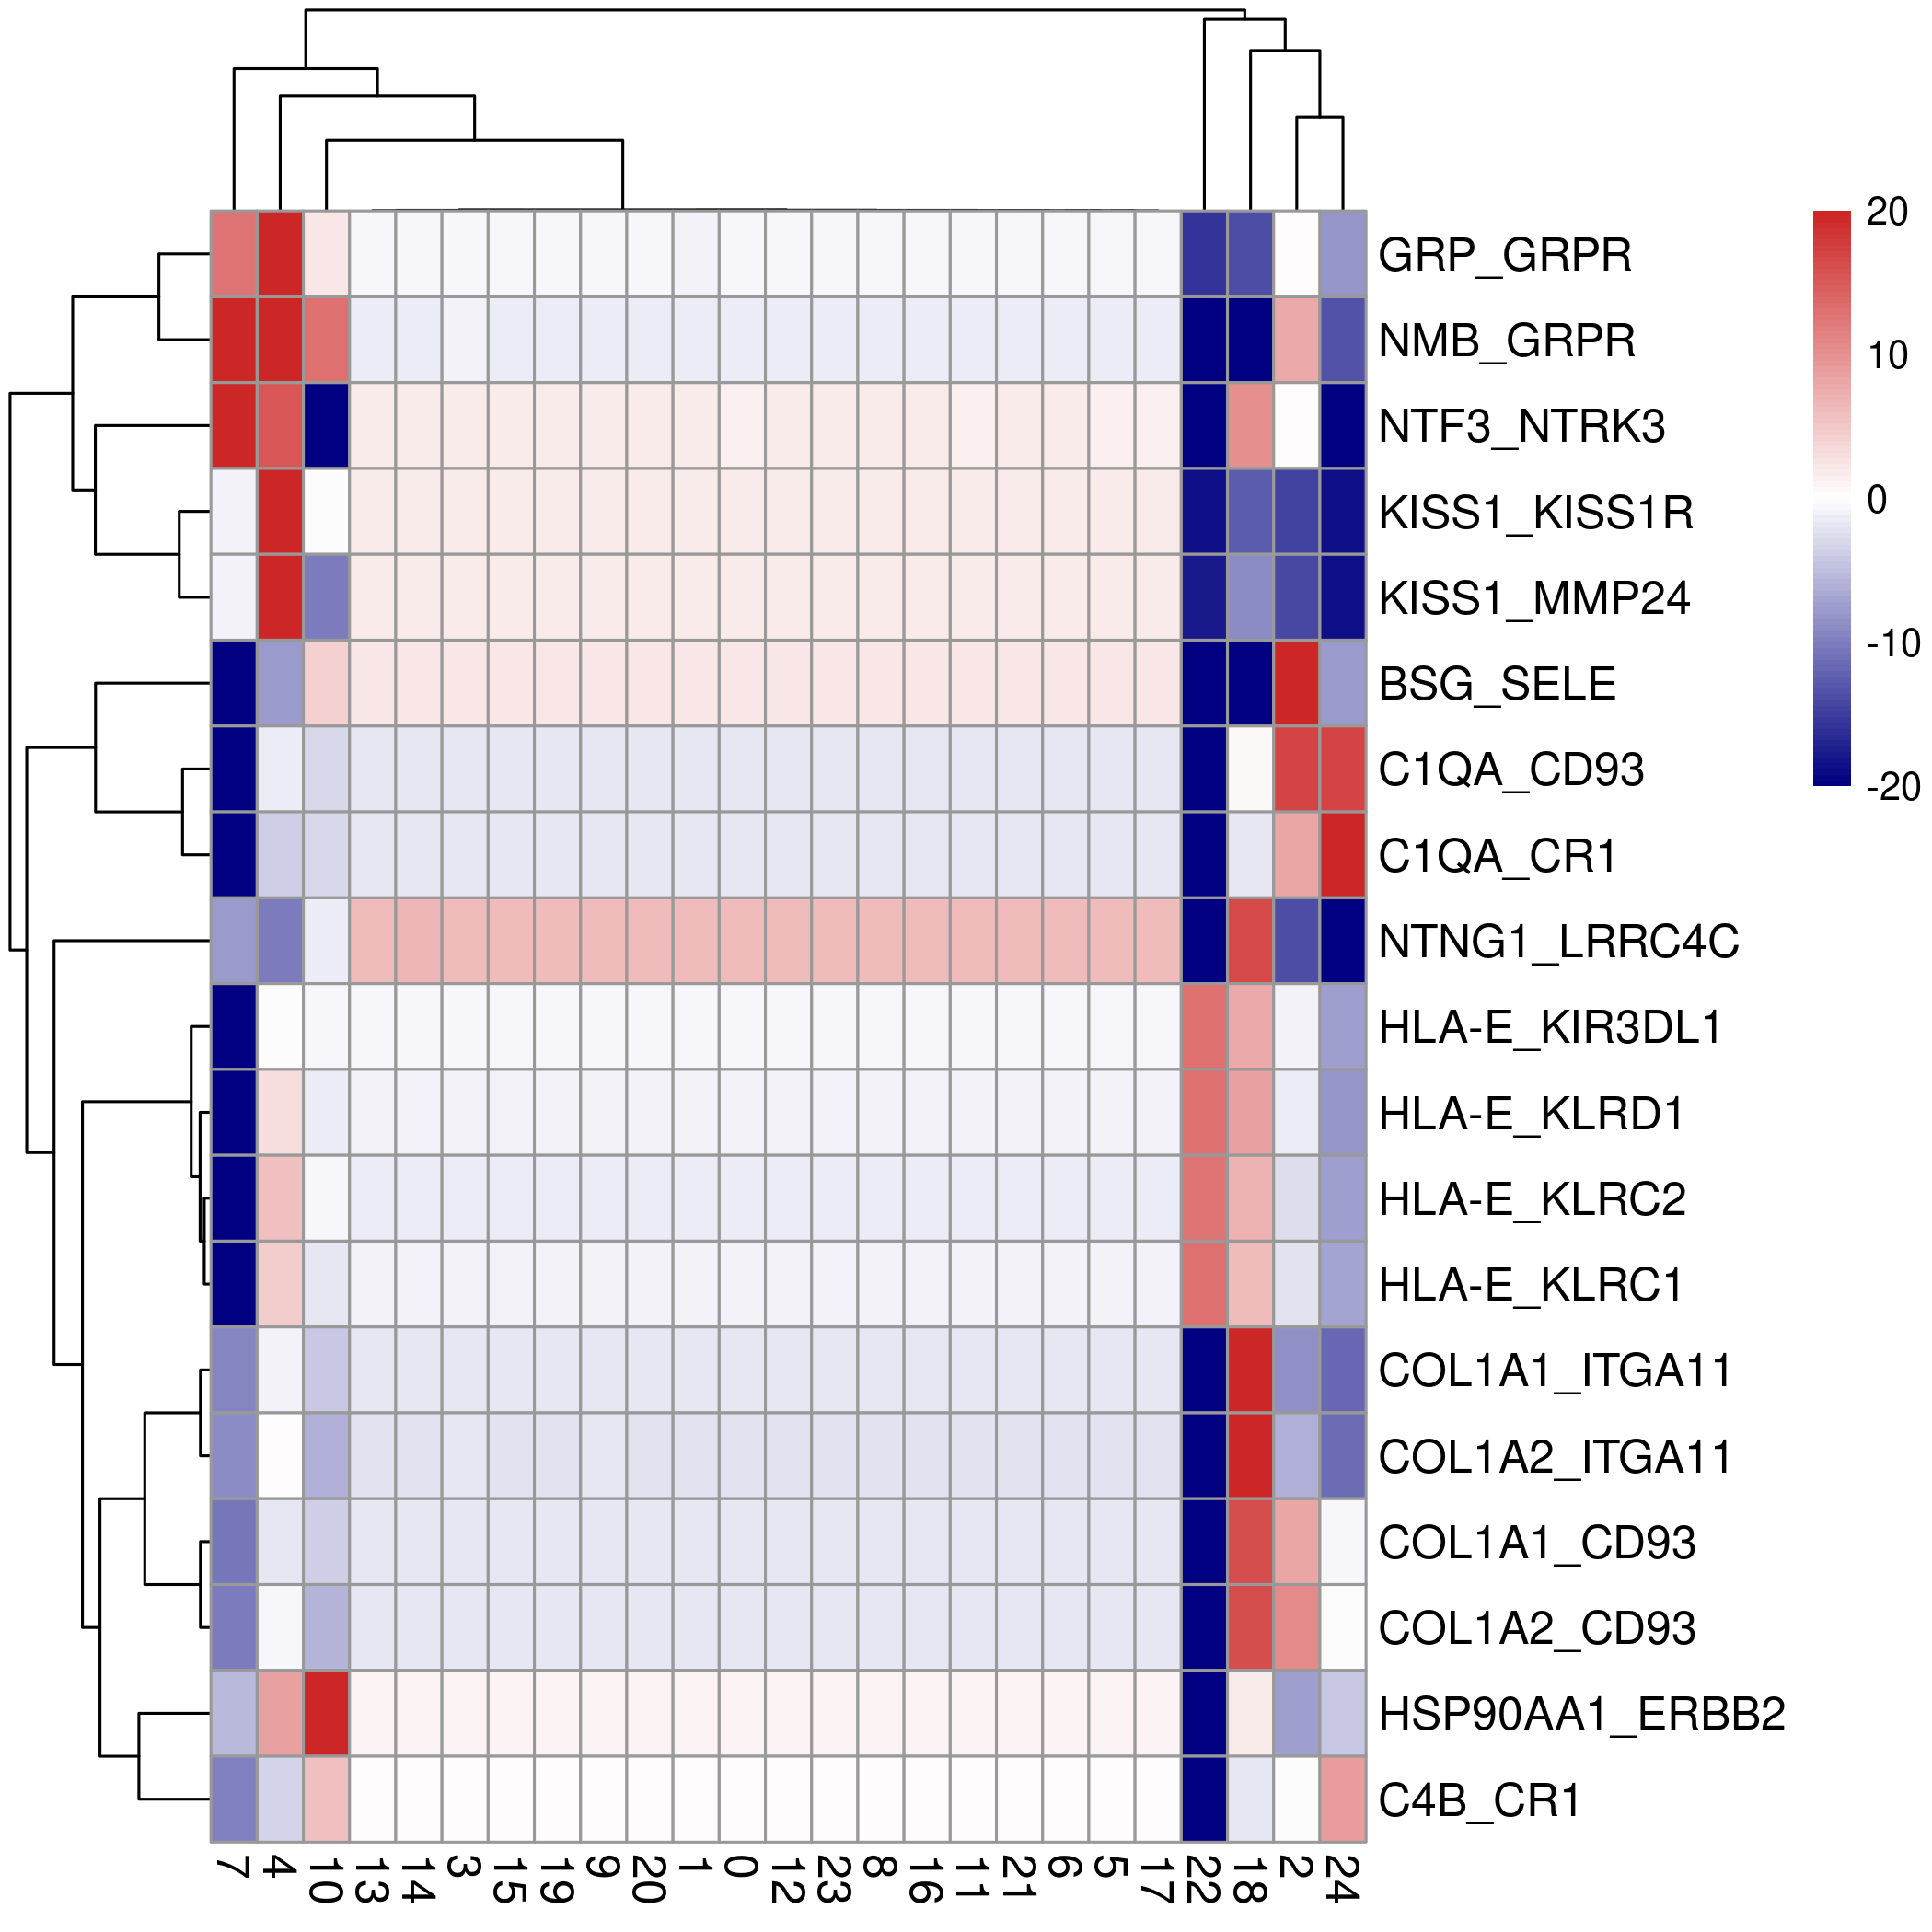 20
10
0
-10
-20
GRP_GRPR
NMB_GRPR
NTF3_NTRK3
KISS1_KISS1R
KISS1_MMP24
BSG_SELE
C1QA_CD93
C1QA_CR1
NTNG1_LRRC4C
HLA-E_KIR3DL1
HLA-E_KLRD1
HLA-E_KLRC2
HLA-E_KLRC1
COL1A1_ITGA11
COL1A2_ITGA11
COL1A1_CD93
COL1A2_CD93
HSP90AA1_ERBB2
C4B_CR1
7 4 10 13 14 3 15 19 9 20 1 0 12 23 8 16 11 21 6 5 17 22 18 2 24